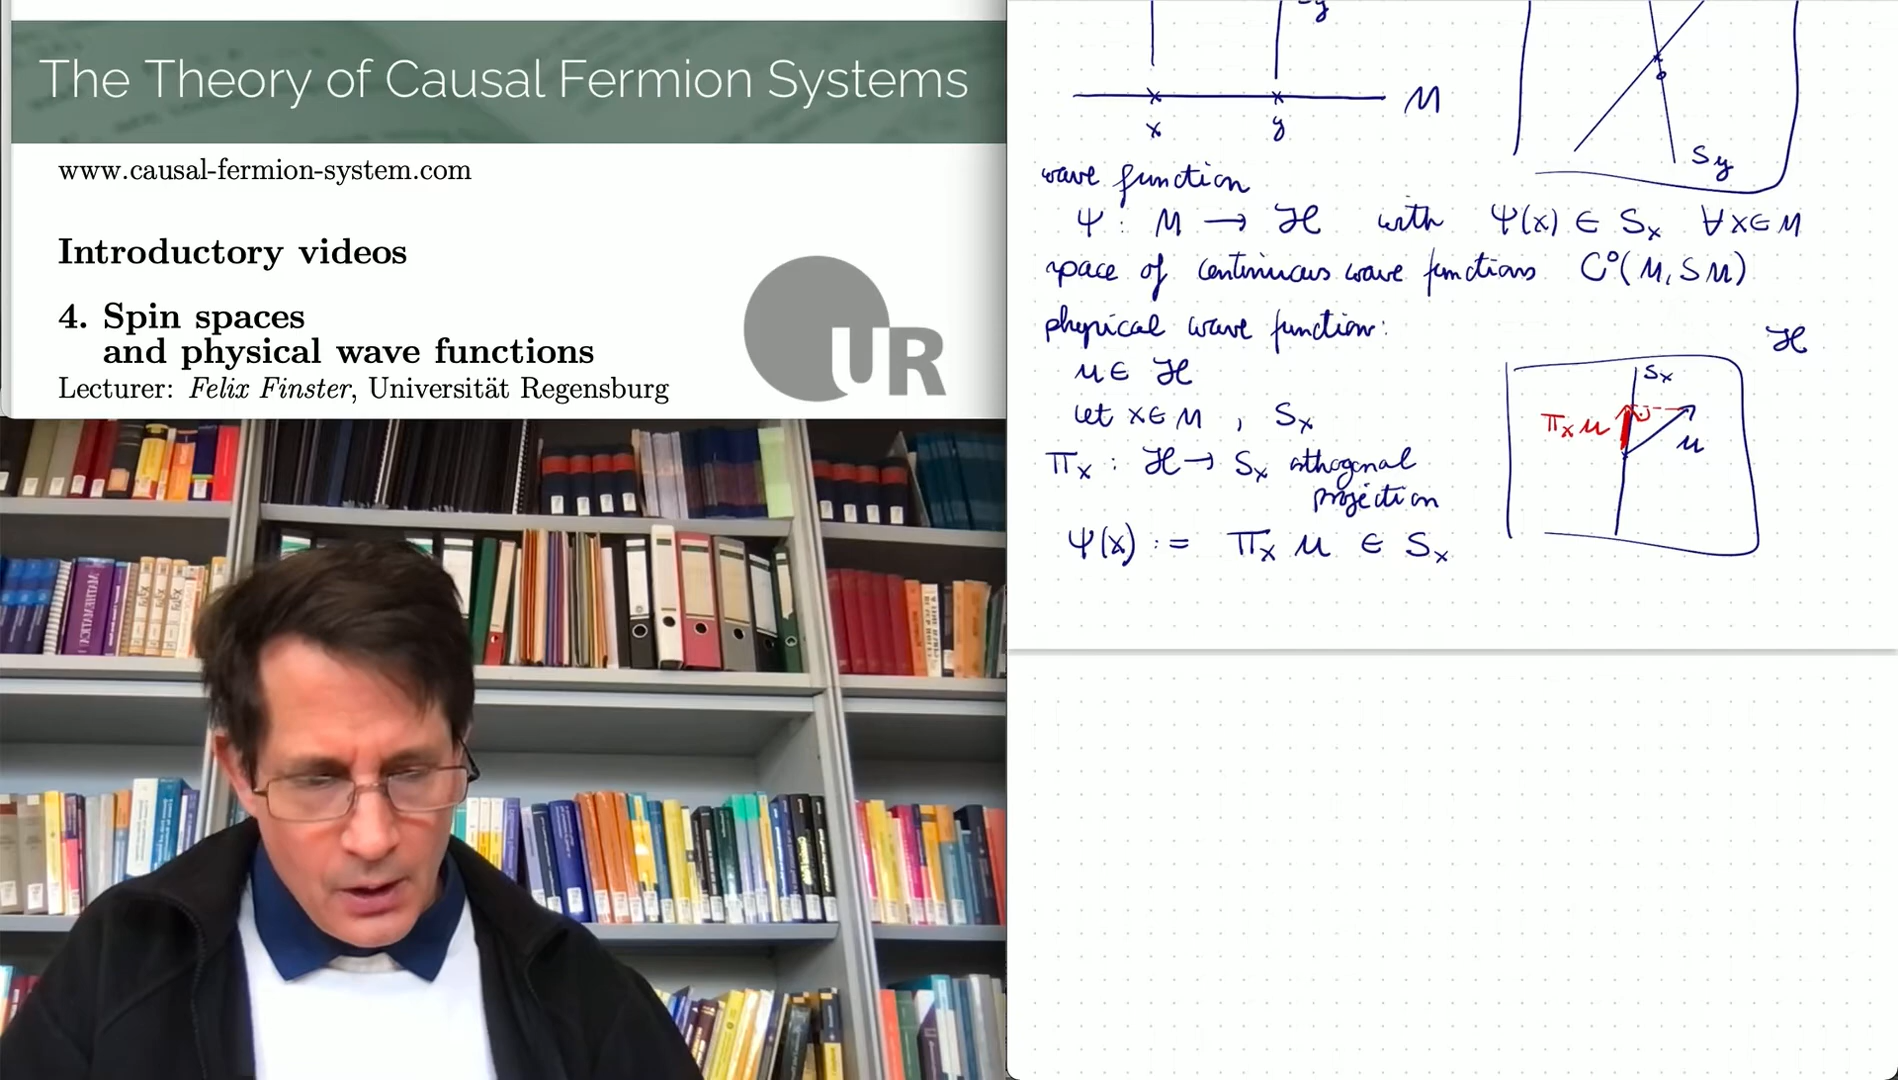 The Theory of Causal Fermion Systems
www.causal-fermion-system.com
Introductory videos
4. Spin spaces
and physical wave functions
Lecturer: Felix Finster, Universität Regensburg
UR
y
M
x y
S_y
wave function
ψ : M → ℋ with ψ(x) ∈ S_x ∀x∈M
space of continuous wave functions C⁰(M, SM)
physical wave function:
u ∈ ℋ
let x∈M , S_x
π_x : ℋ → S_x orthogonal
projection
ψ(x) := π_x u ∈ S_x
ℋ
S_x
π_x u
u
MATHEMATICA